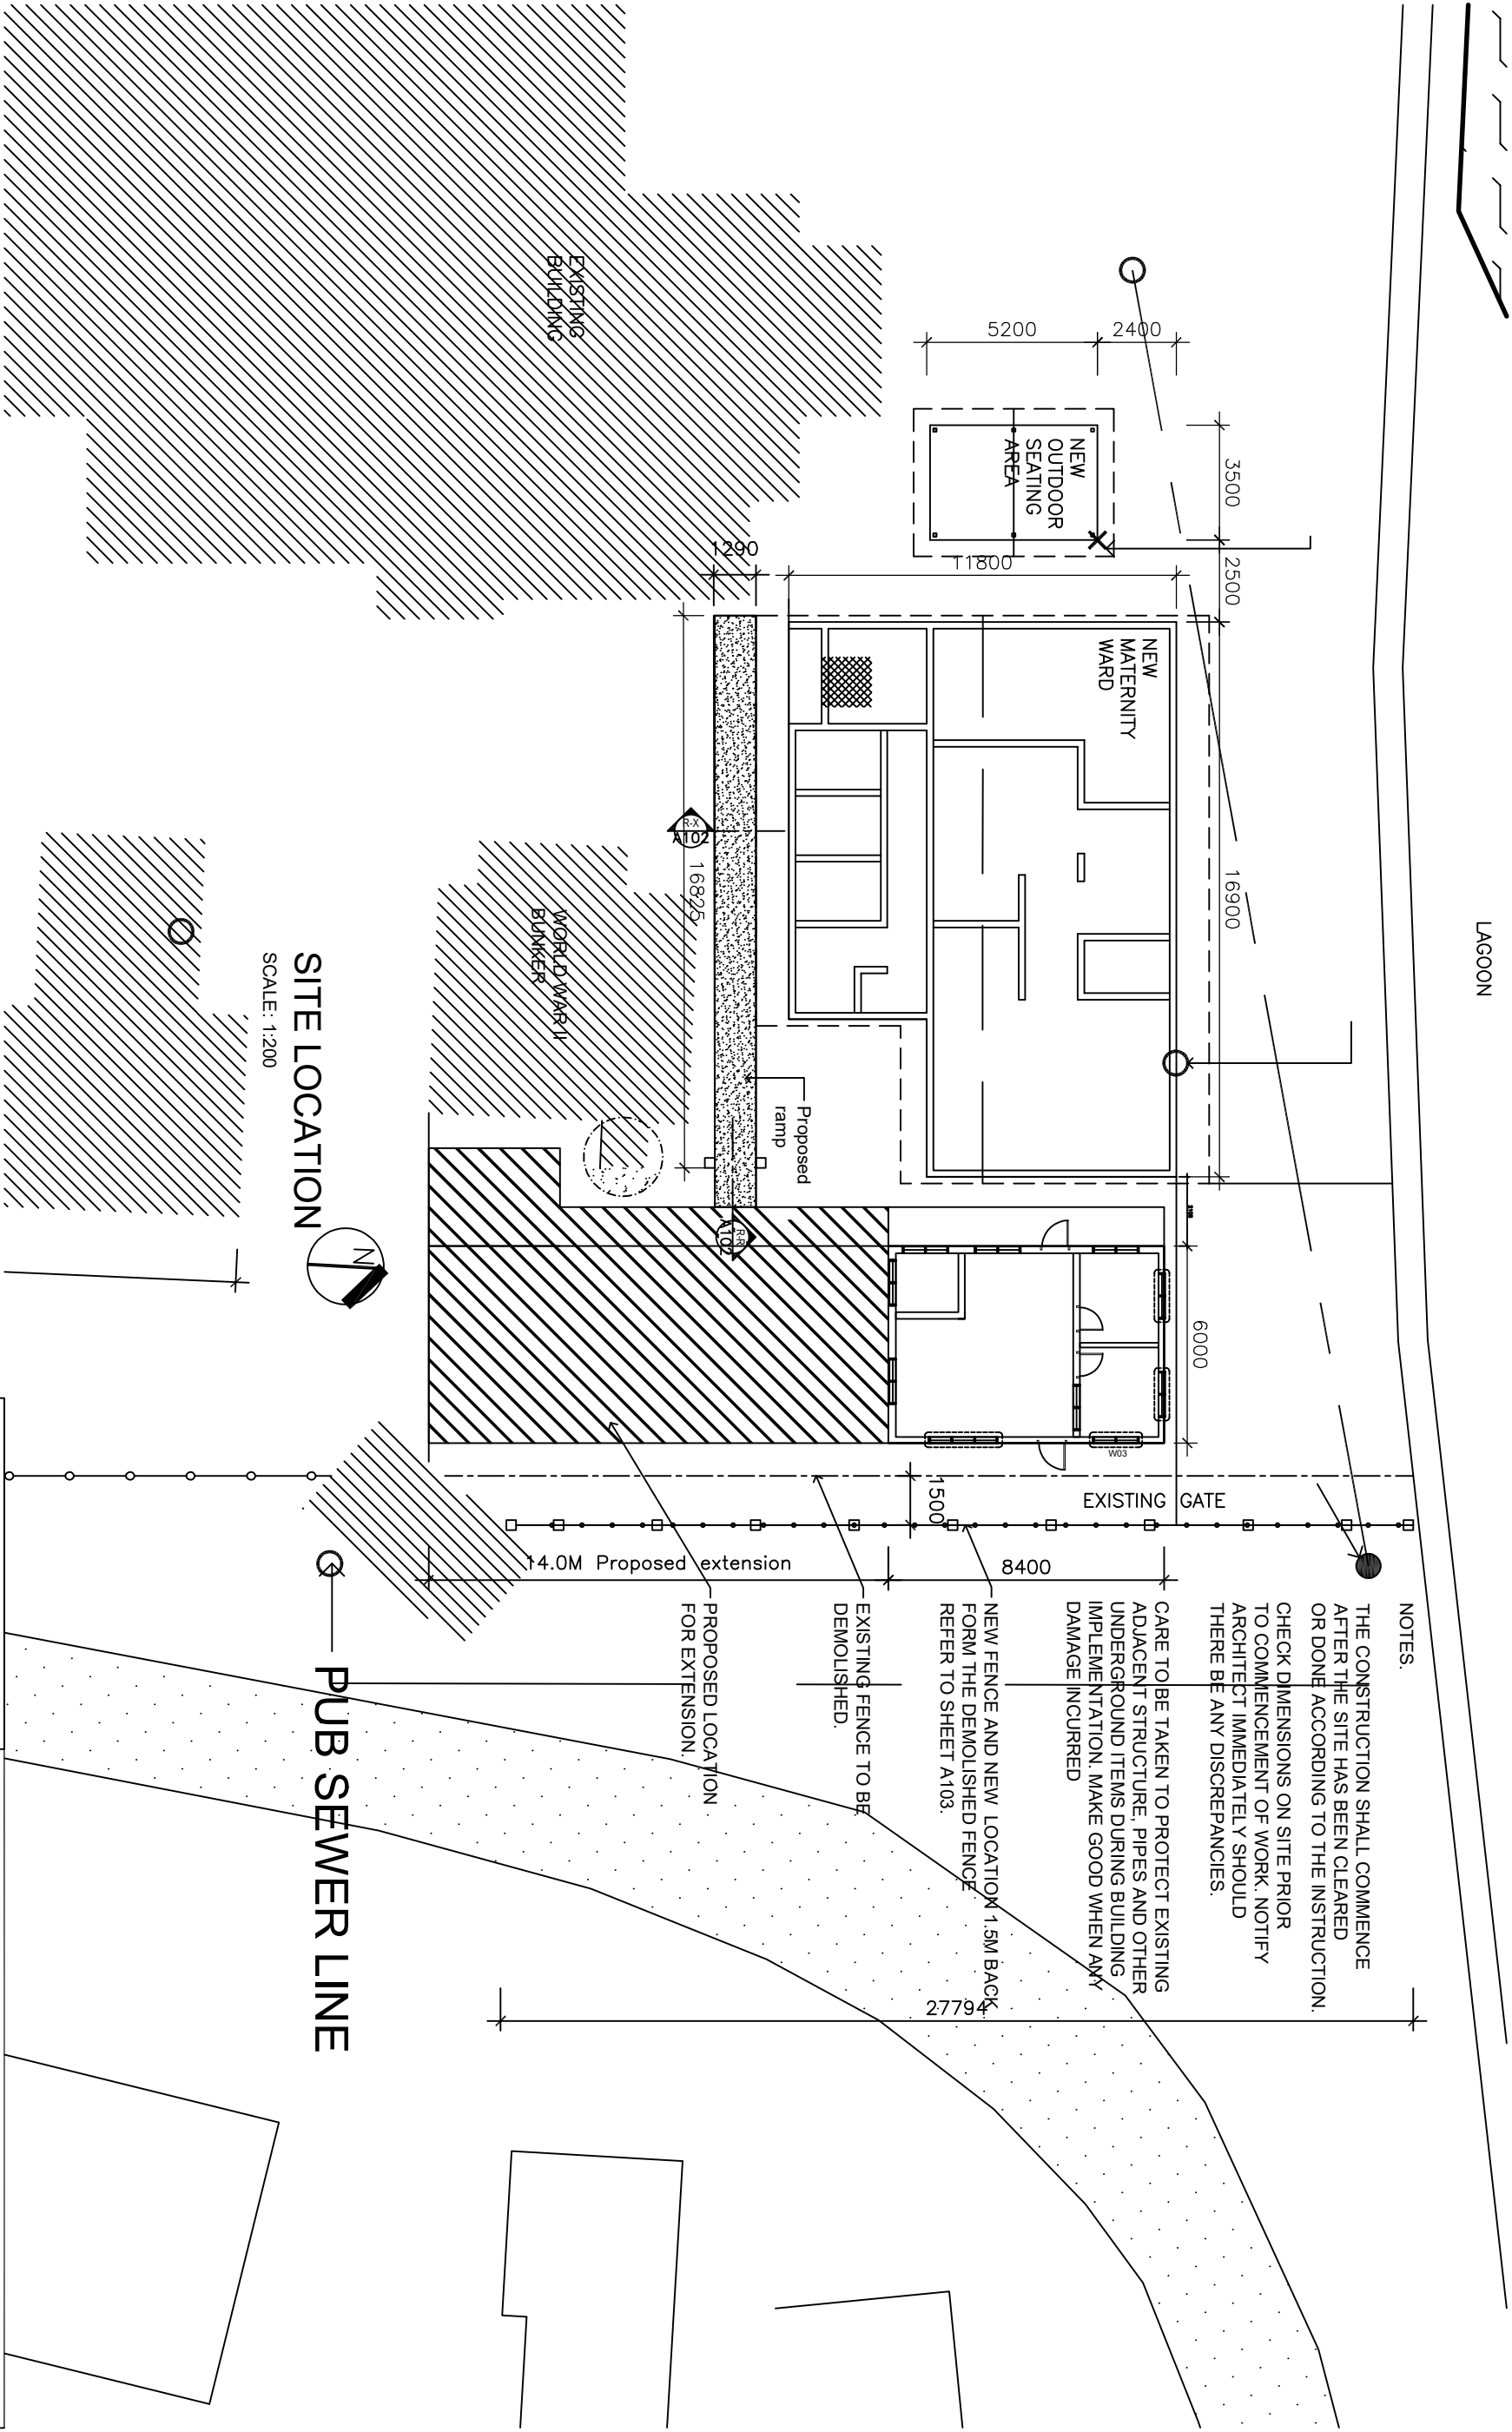 LAGOON
NOTES.
THE CONSTRUCTION SHALL COMMENCE
AFTER THE SITE HAS BEEN CLEARED
OR DONE ACCORDING TO THE INSTRUCTION.
CHECK DIMENSIONS ON SITE PRIOR
TO COMMENCEMENT OF WORK. NOTIFY
ARCHITECT IMMEDIATELY SHOULD
THERE BE ANY DISCREPANCIES.
CARE TO BE TAKEN TO PROTECT EXISTING
ADJACENT STRUCTURE, PIPES AND OTHER
UNDERGROUND ITEMS DURING BUILDING
IMPLEMENTATION. MAKE GOOD WHEN ANY
DAMAGE INCURRED
NEW FENCE AND NEW LOCATION 1.5M BACK
FORM THE DEMOLISHED FENCE
REFER TO SHEET A103.
EXISTING FENCE TO BE
DEMOLISHED.
PROPOSED LOCATION
FOR EXTENSION.
PUB SEWER LINE
3500
2500
16900
6000
5200
2400
NEW
OUTDOOR
SEATING
AREA
11800
1290
NEW
MATERNITY
WARD
R-X
A102
16825
Proposed
ramp
R-R
A102
W03
EXISTING GATE
1500
14.0M Proposed extension
8400
27794
EXISTING
BUILDING
WORLD WAR II
BUNKER
SITE LOCATION
SCALE: 1:200
N